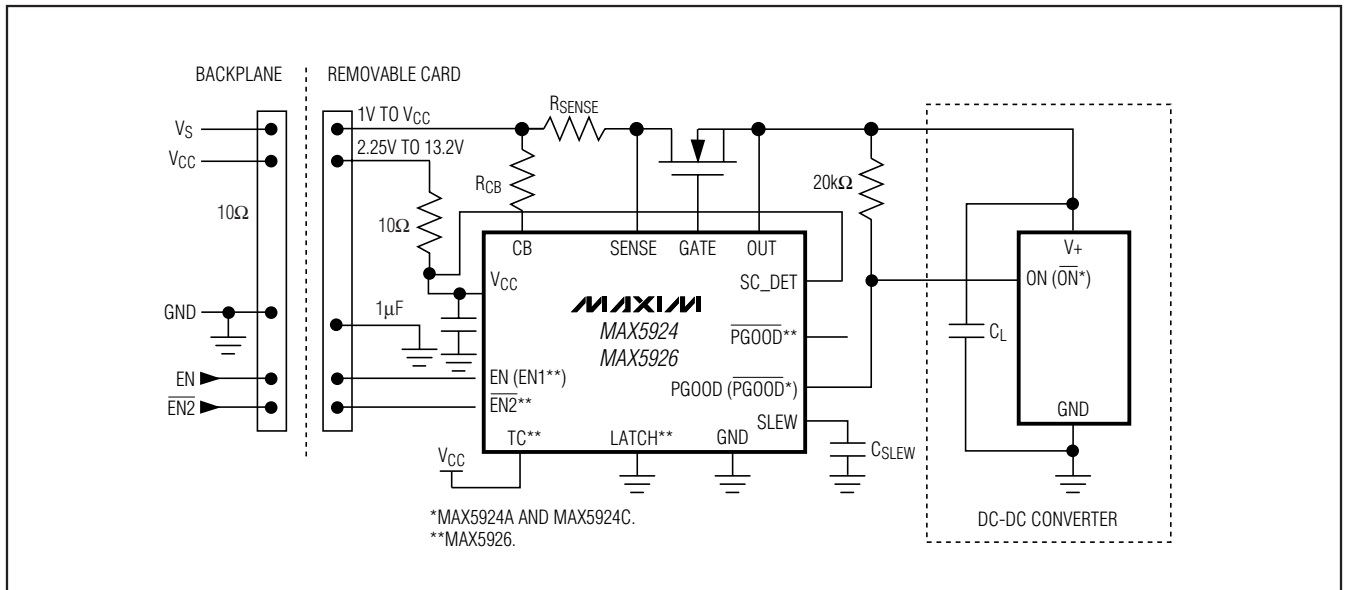 BACKPLANE
REMOVABLE CARD
VS
VCC
10Ω
GND
EN
EN2
1V TO VCC
2.25V TO 13.2V
RSENSE
RCB
10Ω
1µF
20kΩ
CB
SENSE
GATE
OUT
VCC
SC_DET
MAXIM
MAX5924
MAX5926
PGOOD**
EN (EN1**)
PGOOD (PGOOD*)
EN2**
SLEW
TC**
LATCH**
GND
VCC
CSLEW
V+
ON (ON*)
CL
GND
DC-DC CONVERTER
*MAX5924A AND MAX5924C.
**MAX5926.